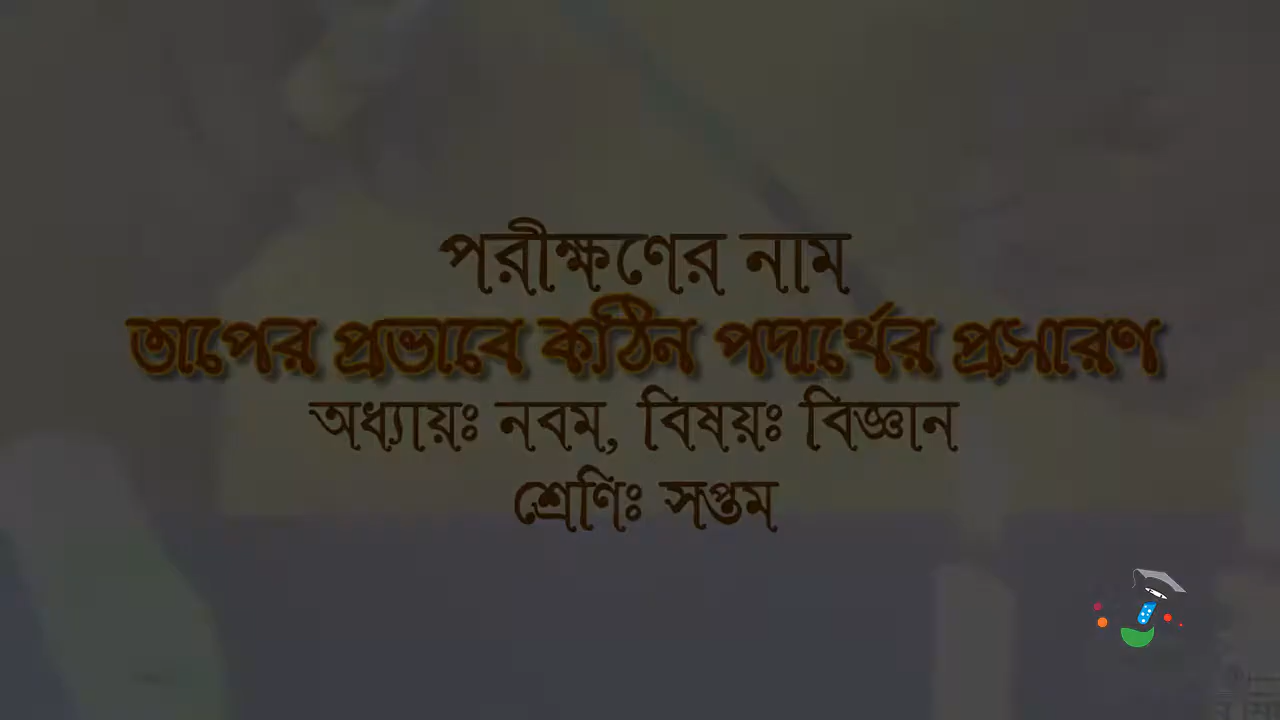 পরীক্ষণের নাম
তাপের প্রভাবে কঠিন পদার্থের প্রসারণ
অধ্যায়ঃ নবম, বিষয়ঃ বিজ্ঞান
শ্রেণিঃ সপ্তম